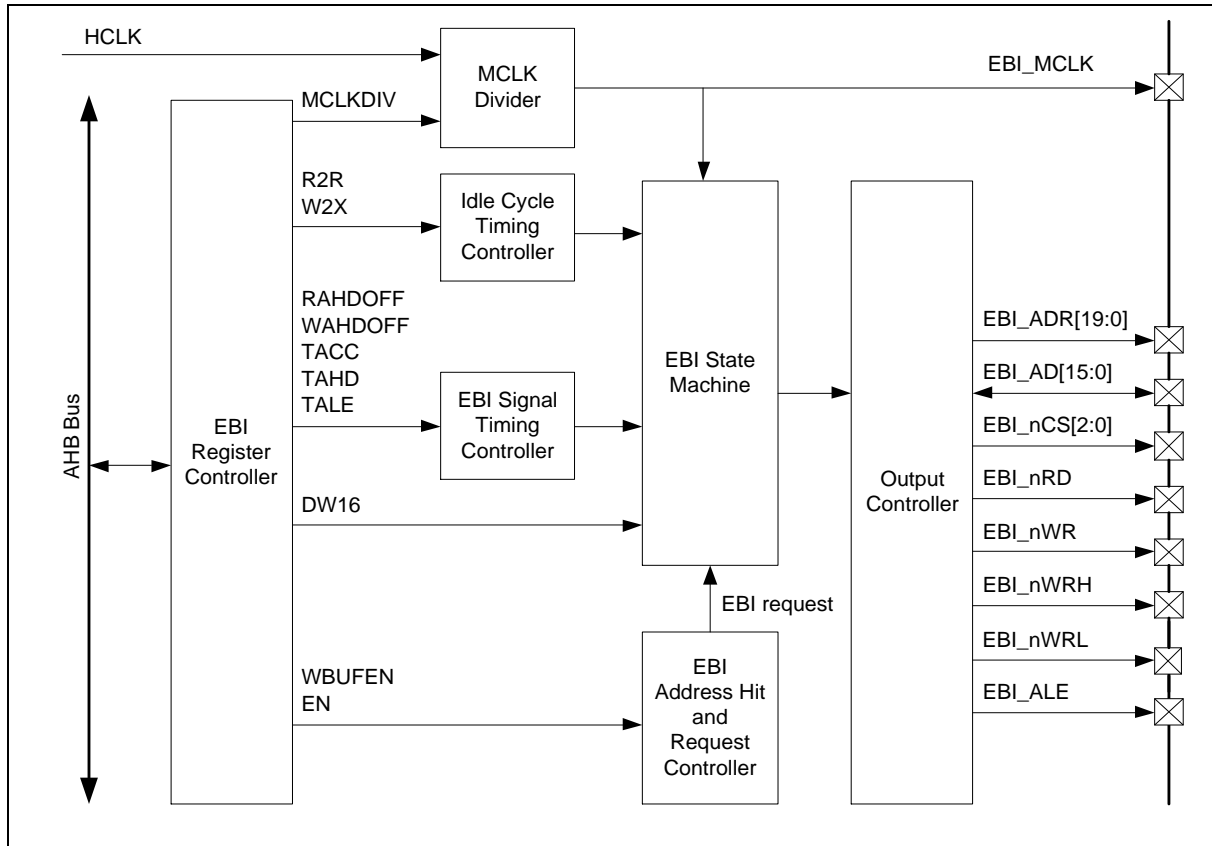 HCLK
MCLK
Divider
EBI_MCLK
MCLKDIV
R2R
W2X
Idle Cycle
Timing
Controller
RAHDOFF
WAHDOFF
TACC
TAHD
TALE
EBI Signal
Timing
Controller
AHB Bus
EBI
Register
Controller
DW16
EBI State
Machine
EBI request
WBUFEN
EN
EBI
Address Hit
and
Request
Controller
Output
Controller
EBI_ADR[19:0]
EBI_AD[15:0]
EBI_nCS[2:0]
EBI_nRD
EBI_nWR
EBI_nWRH
EBI_nWRL
EBI_ALE